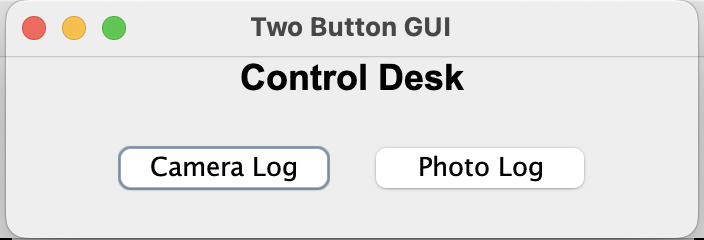 Two Button GUI
Control Desk
Camera Log Photo Log